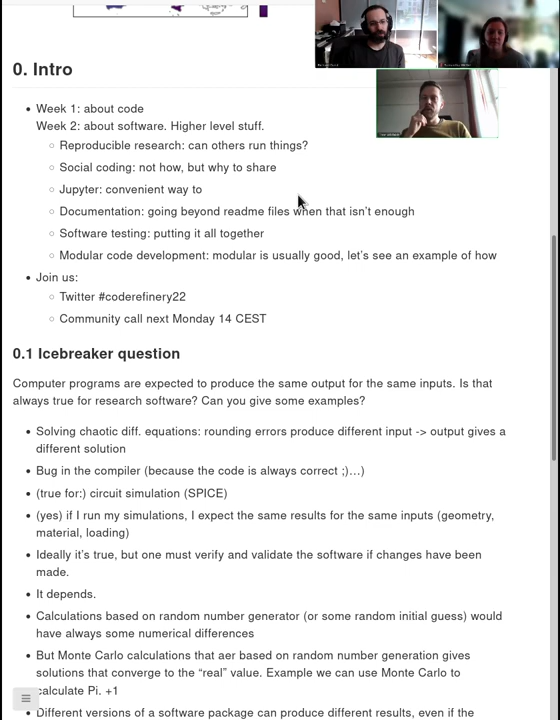 0. Intro
Week 1: about code
Week 2: about software. Higher level stuff.
Reproducible research: can others run things?
Social coding: not how, but why to share
Jupyter: convenient way to
Documentation: going beyond readme files when that isn't enough
Software testing: putting it all together
Modular code development: modular is usually good, let's see an example of how
Join us:
Twitter #coderefinery22
Community call next Monday 14 CEST
0.1 Icebreaker question
Computer programs are expected to produce the same output for the same inputs. Is that
always true for research software? Can you give some examples?
Solving chaotic diff. equations: rounding errors produce different input -> output gives a
different solution
Bug in the compiler (because the code is always correct ;)...)
(true for:) circuit simulation (SPICE)
(yes) if I run my simulations, I expect the same results for the same inputs (geometry,
material, loading)
Ideally it's true, but one must verify and validate the software if changes have been
made.
It depends.
Calculations based on random number generator (or some random initial guess) would
have always some numerical differences
But Monte Carlo calculations that aer based on random number generation gives
solutions that converge to the “real” value. Example we can use Monte Carlo to
calculate Pi. +1
Different versions of a software package can produce different results, even if the